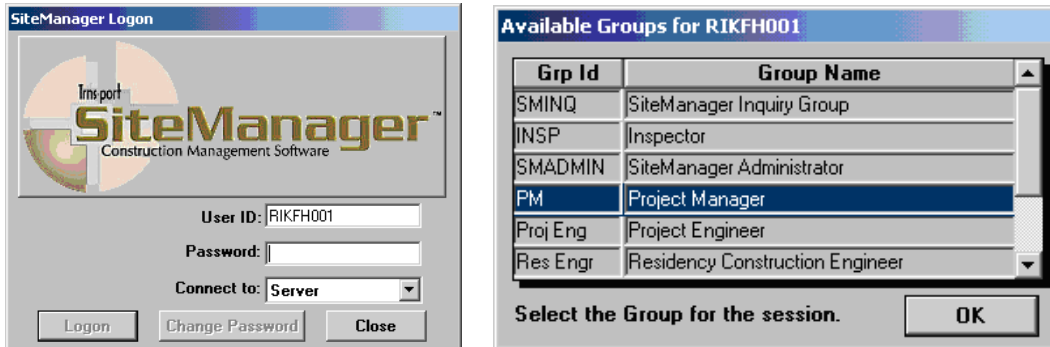 SiteManager Logon
Trns·port
SiteManager™
Construction Management Software
User ID: RIKFH001
Password:
Connect to: Server
Logon Change Password Close
Available Groups for RIKFH001
Grp Id Group Name
SMINQ SiteManager Inquiry Group
INSP Inspector
SMADMIN SiteManager Administrator
PM Project Manager
Proj Eng Project Engineer
Res Engr Residency Construction Engineer
Select the Group for the session. OK